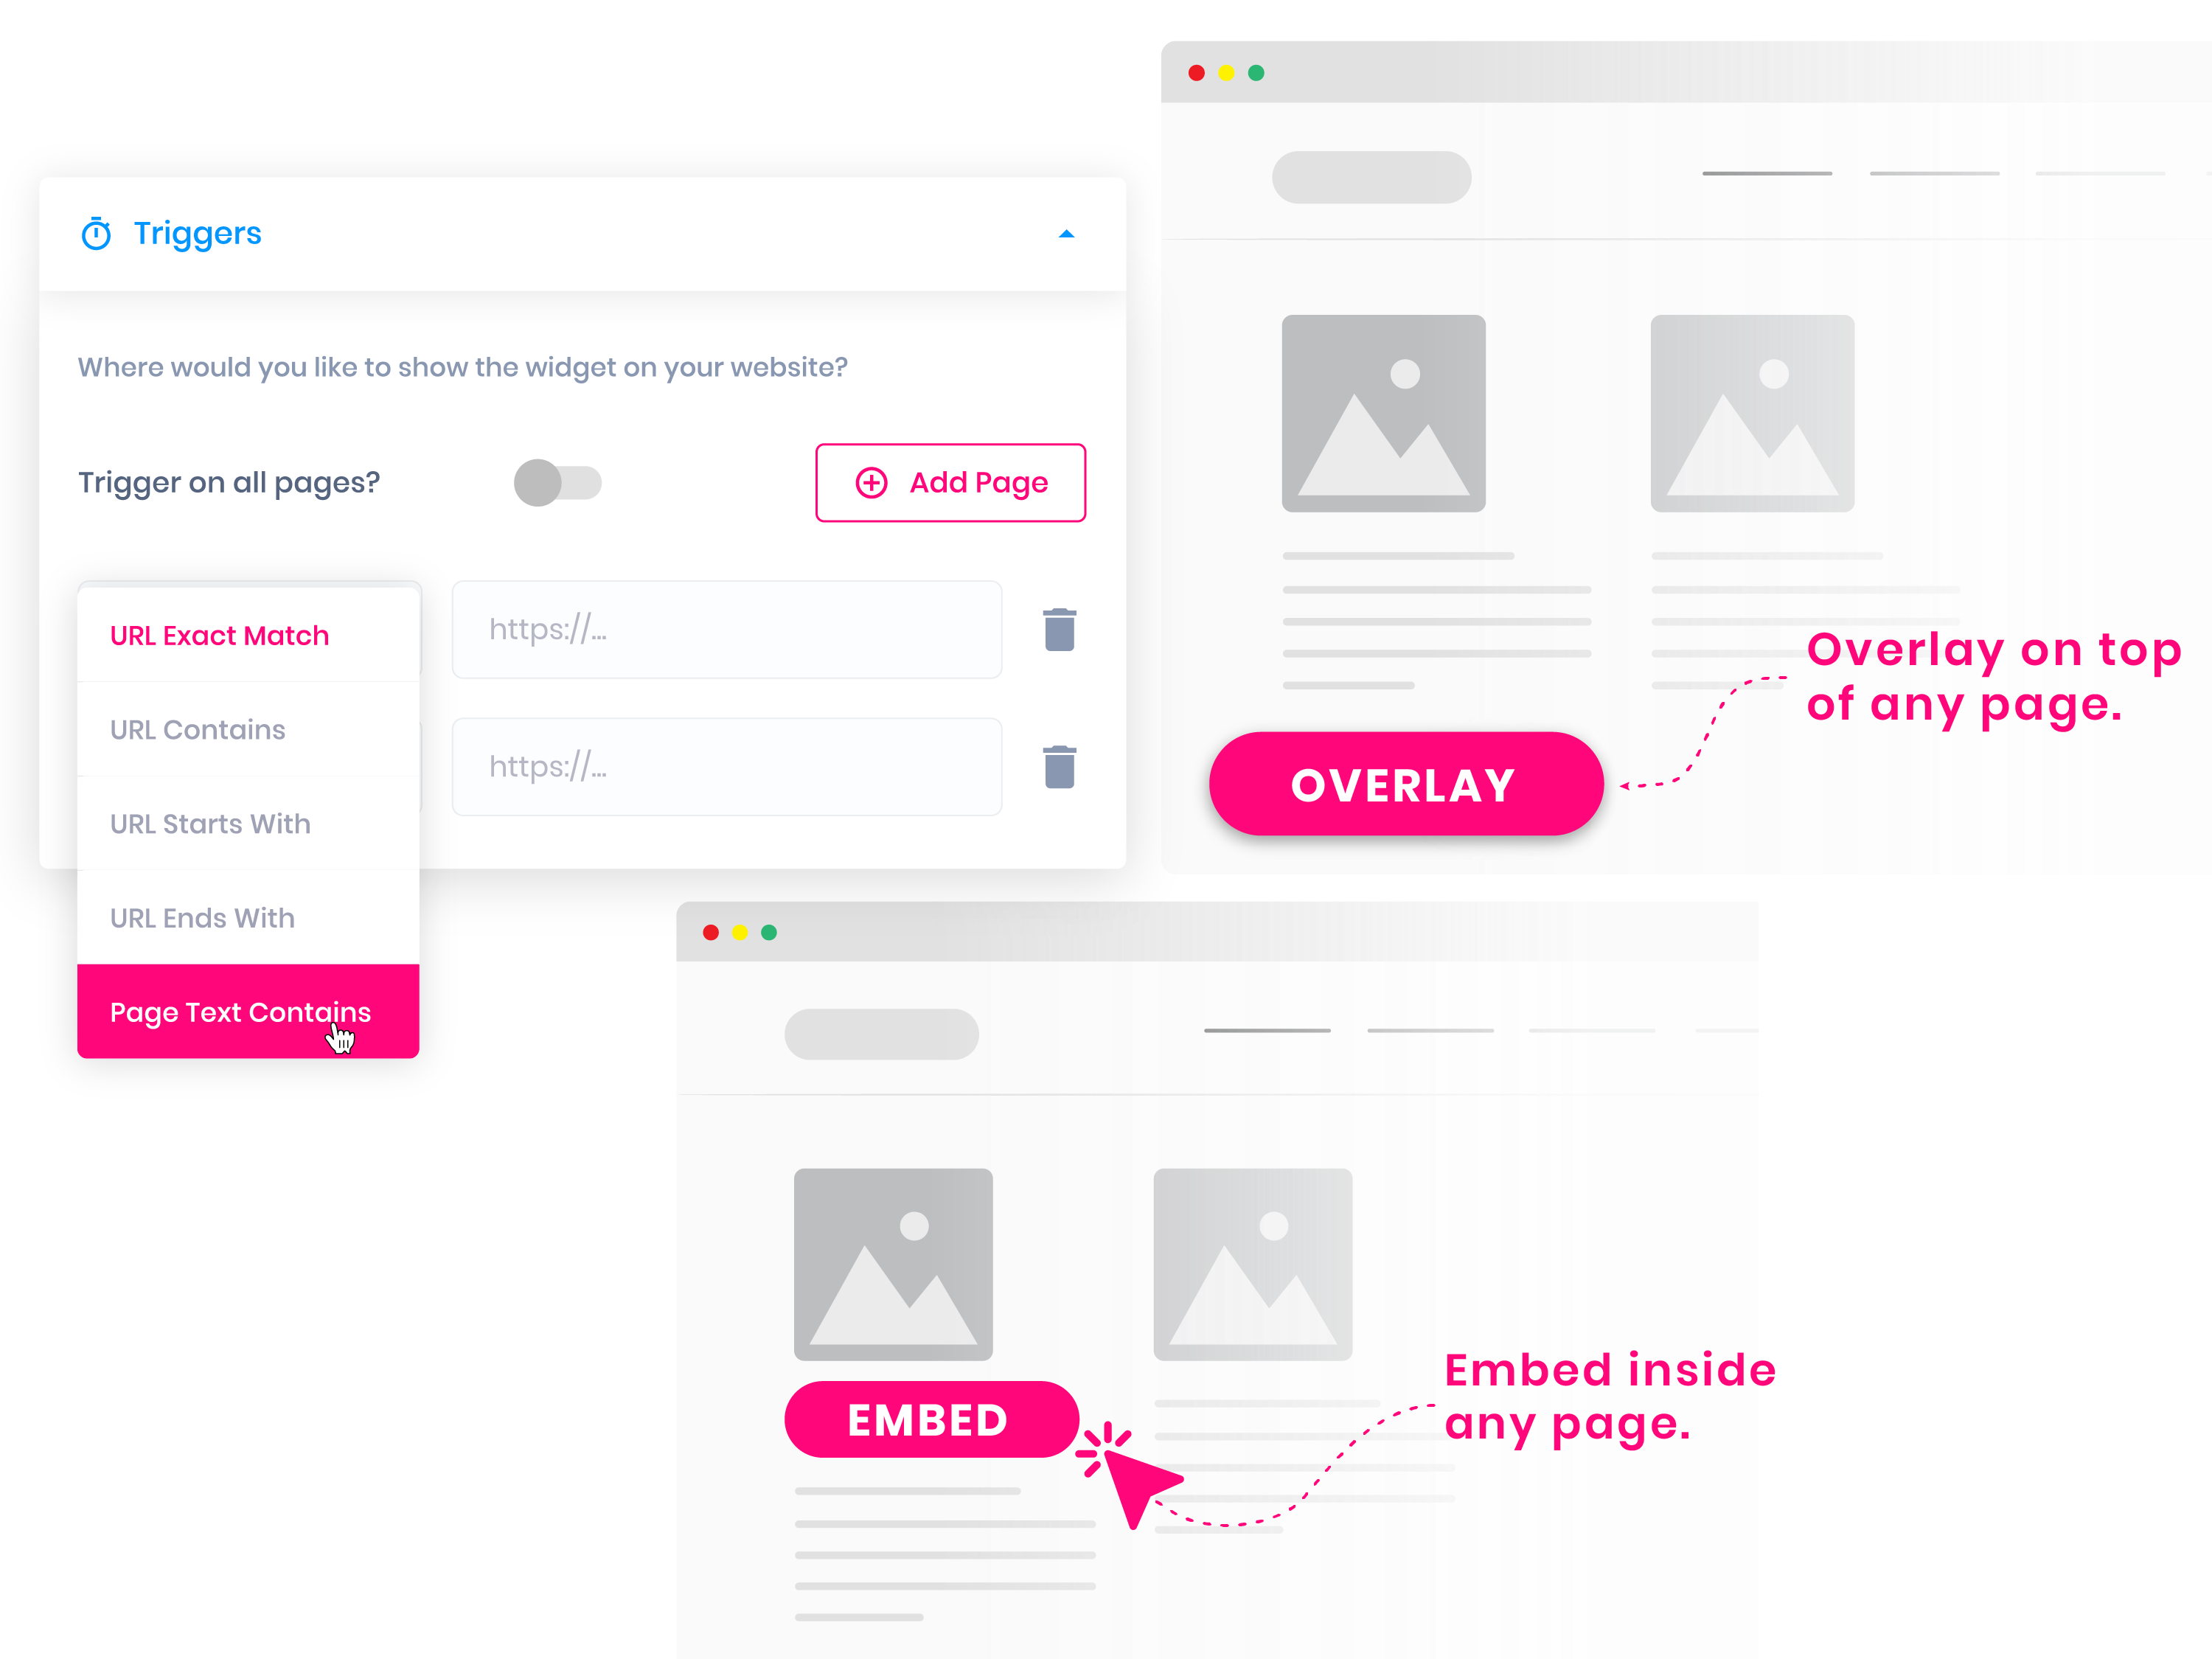 Triggers
Where would you like to show the widget on your website?
Trigger on all pages?
Add Page
URL Exact Match
URL Contains
URL Starts With
URL Ends With
Page Text Contains
https://...
https://...
Overlay on top
of any page.
OVERLAY
EMBED
Embed inside
any page.